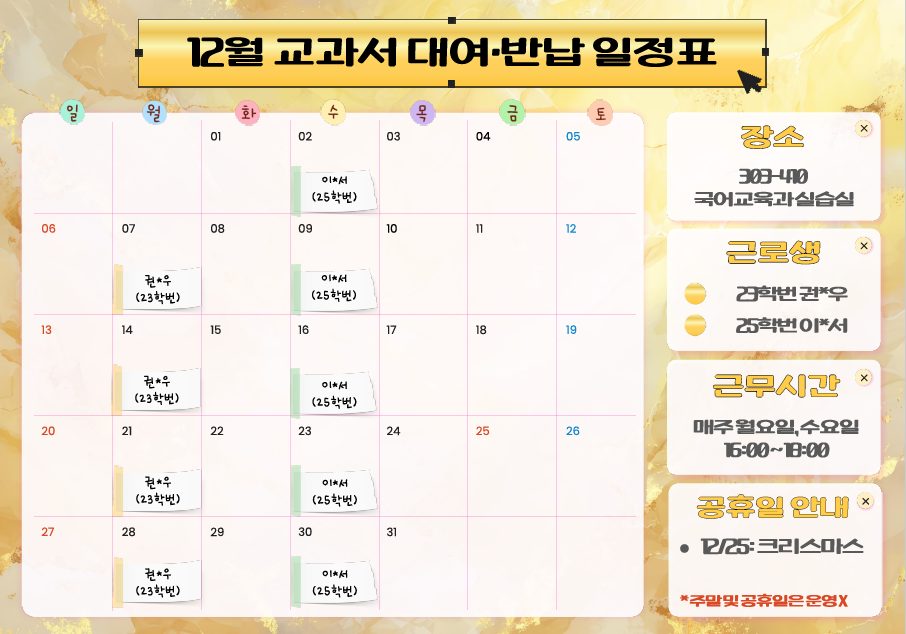 12월 교과서 대여·반납 일정표
일 월 화 수 목 금 토
01 02 03 04 05
이*서
(25학번)
06 07 08 09 10 11 12
권*우 이*서
(23학번) (25학번)
13 14 15 16 17 18 19
권*우 이*서
(23학번) (25학번)
20 21 22 23 24 25 26
권*우 이*서
(23학번) (25학번)
27 28 29 30 31
권*우 이*서
(23학번) (25학번)
장소
303-410
국어교육과실습실
근로생
23학번 권*우
25학번 이*서
근무시간
매주 월요일, 수요일
16:00~18:00
공휴일 안내
• 12/25: 크리스마스
*주말 및 공휴일은 운영X